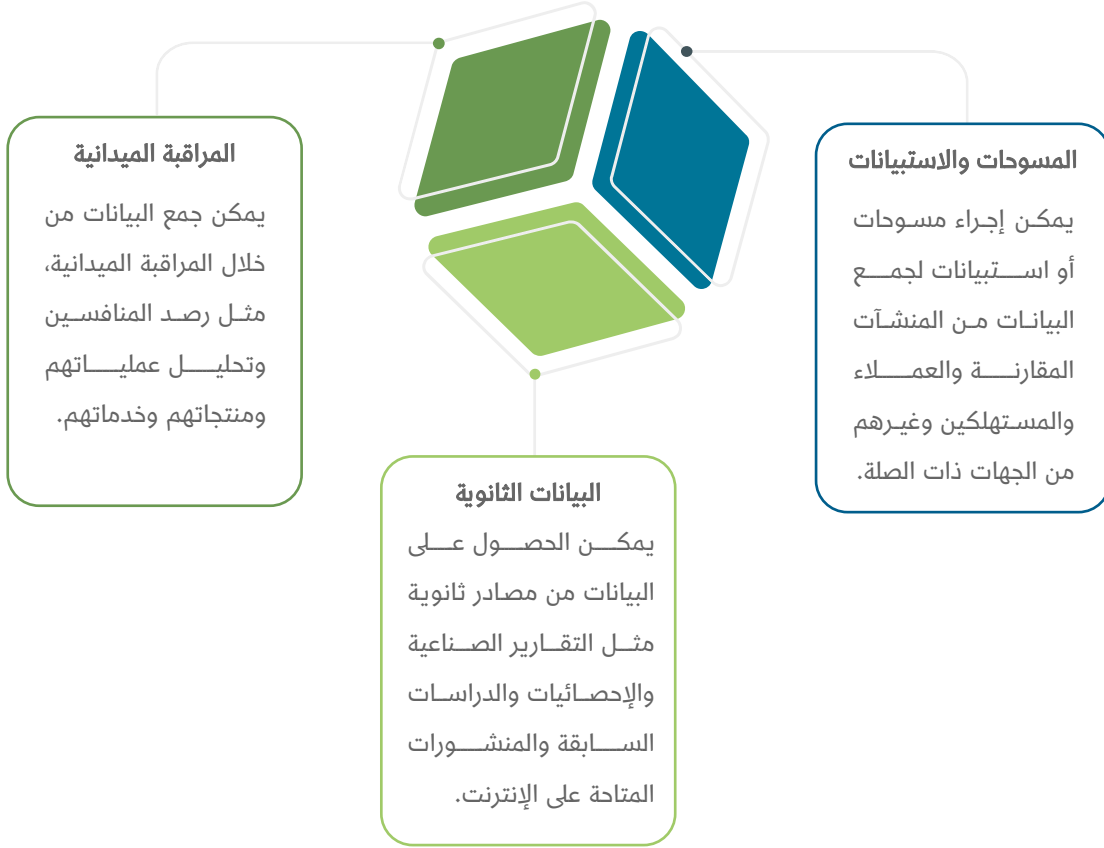 المسوحات والاستبيانات
يمكن إجراء مسوحات
أو استبيانات لجمع
البيانات من المنشآت
المقارنة والعملاء
والمستهلكين وغيرهم
من الجهات ذات الصلة.
البيانات الثانوية
يمكن الحصول على
البيانات من مصادر ثانوية
مثل التقارير الصناعية
والإحصائيات والدراسات
السابقة والمنشورات
المتاحة على الإنترنت.
المراقبة الميدانية
يمكن جمع البيانات من
خلال المراقبة الميدانية،
مثل رصد المنافسين
وتحليل عملياتهم
ومنتجاتهم وخدماتهم.